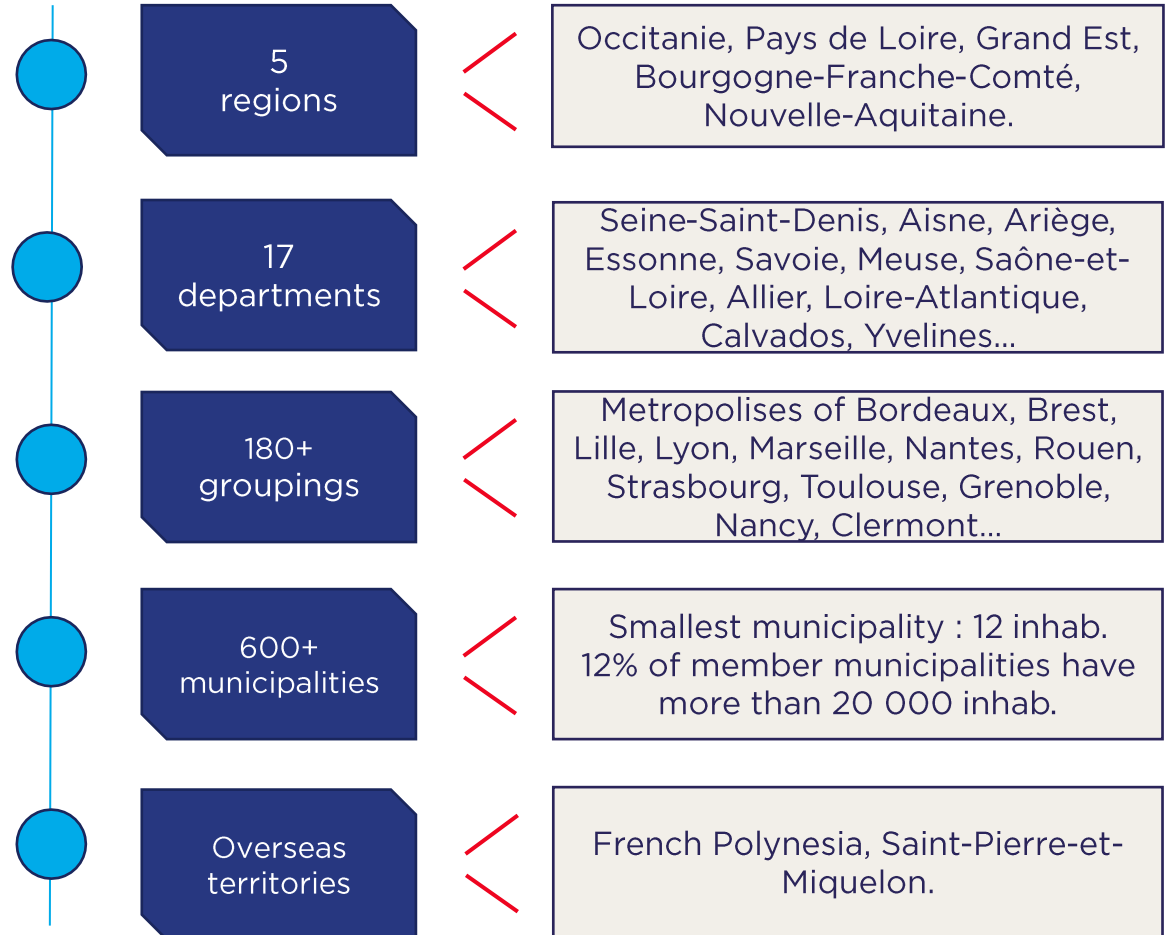 5
regions
Occitanie, Pays de Loire, Grand Est,
Bourgogne-Franche-Comté,
Nouvelle-Aquitaine.
17
departments
Seine-Saint-Denis, Aisne, Ariège,
Essonne, Savoie, Meuse, Saône-et-
Loire, Allier, Loire-Atlantique,
Calvados, Yvelines...
180+
groupings
Metropolises of Bordeaux, Brest,
Lille, Lyon, Marseille, Nantes, Rouen,
Strasbourg, Toulouse, Grenoble,
Nancy, Clermont...
600+
municipalities
Smallest municipality : 12 inhab.
12% of member municipalities have
more than 20 000 inhab.
Overseas
territories
French Polynesia, Saint-Pierre-et-
Miquelon.